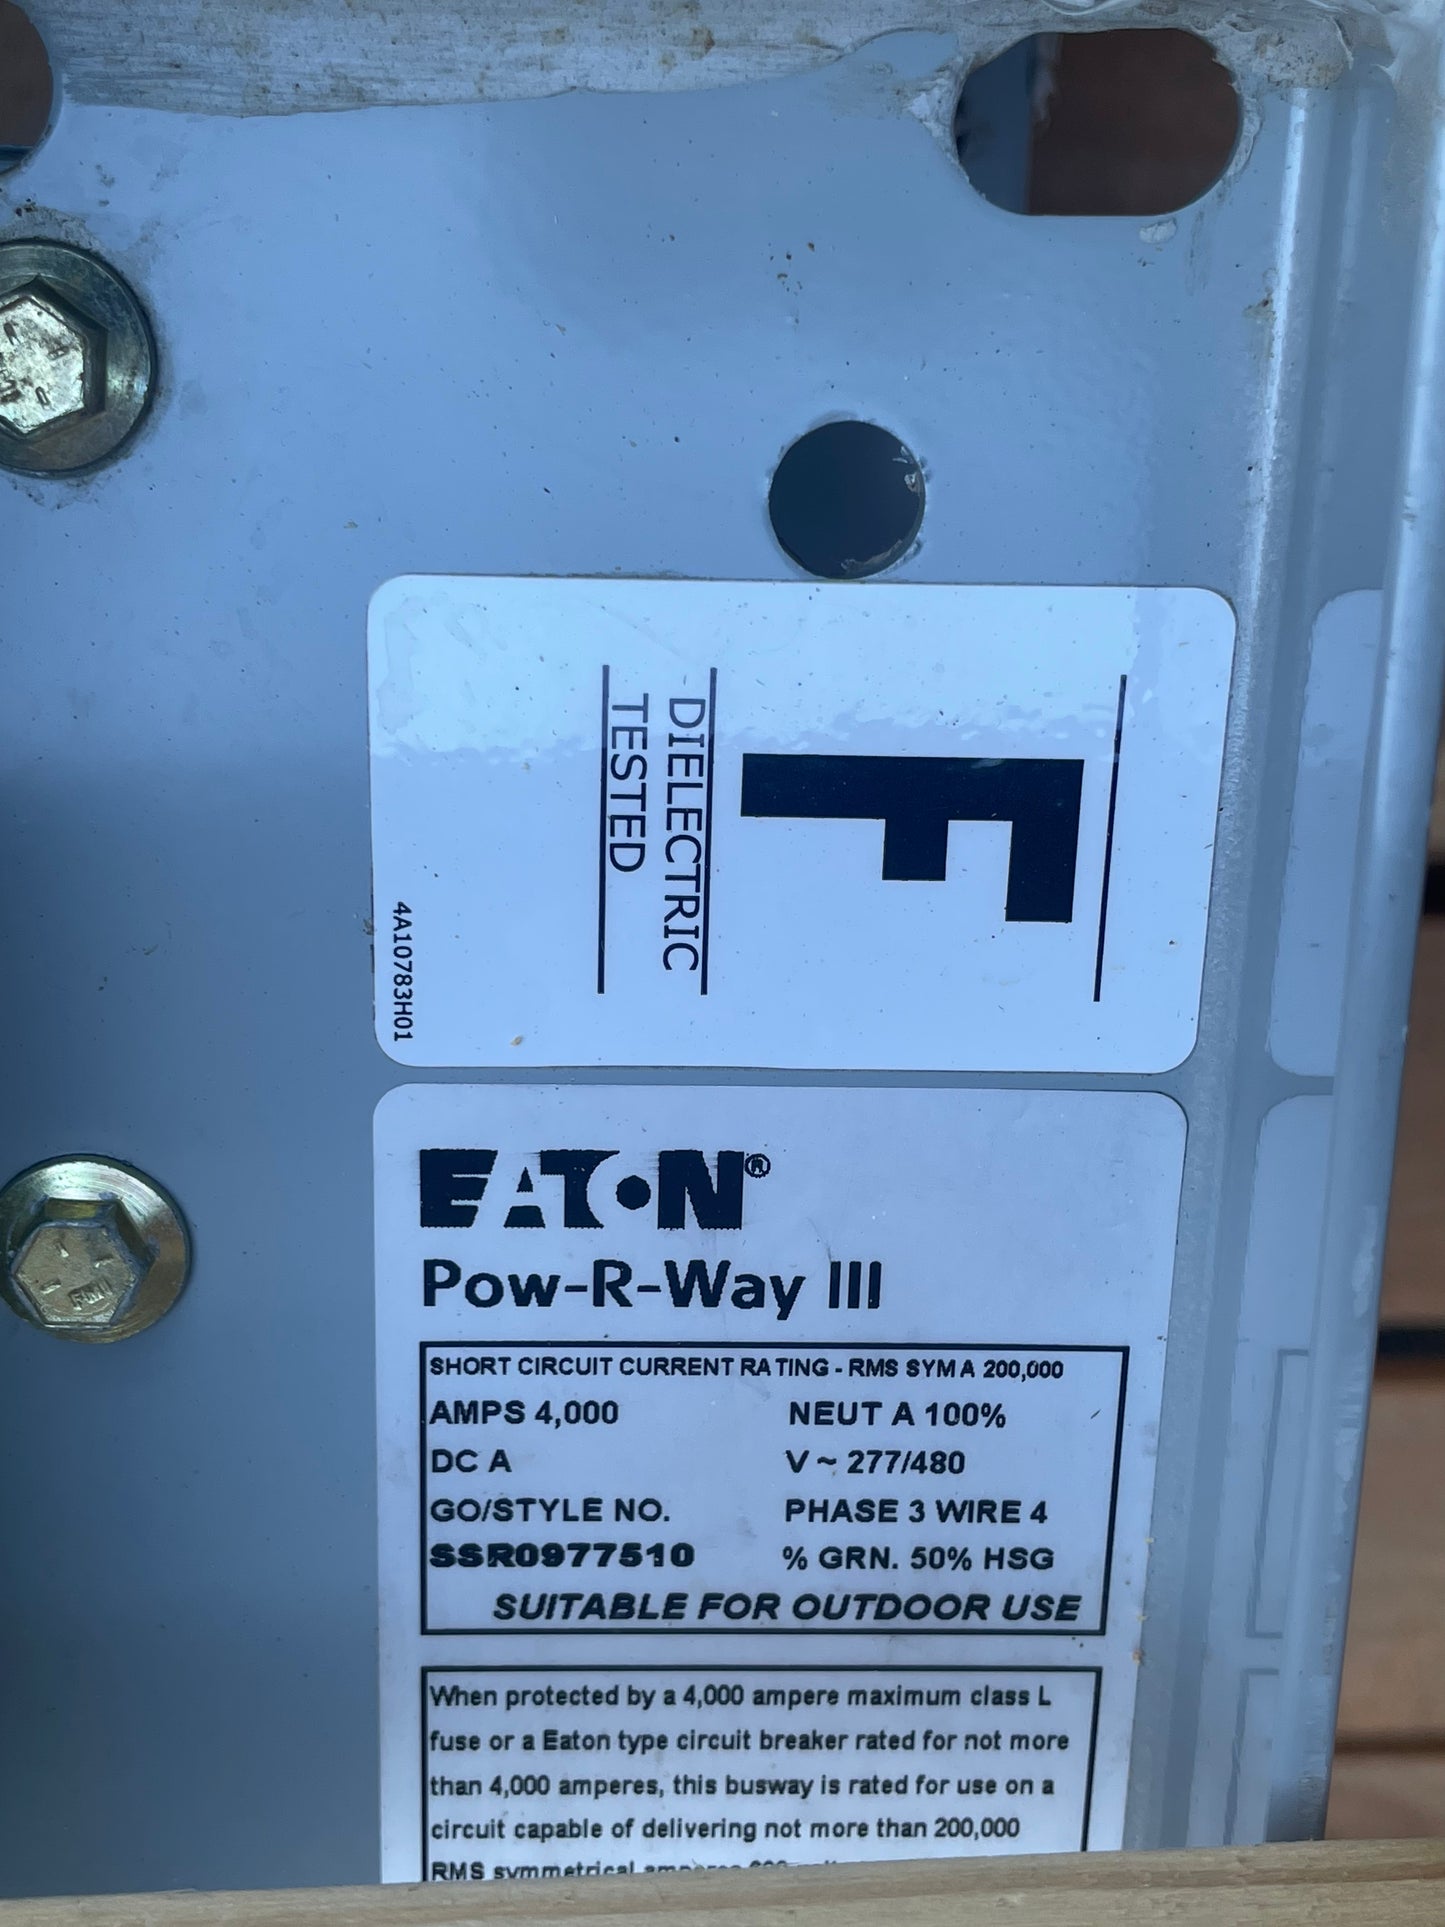 F
DIELECTRIC
TESTED
4A10783H01
EATON®
Pow-R-Way III
SHORT CIRCUIT CURRENT RATING - RMS SYM A 200,000
AMPS 4,000 NEUT A 100%
DC A V ~ 277/480
GO/STYLE NO. PHASE 3 WIRE 4
SSR0977510 % GRN. 50% HSG
SUITABLE FOR OUTDOOR USE
When protected by a 4,000 ampere maximum class L
fuse or a Eaton type circuit breaker rated for not more
than 4,000 amperes, this busway is rated for use on a
circuit capable of delivering not more than 200,000
RMS symmetrical